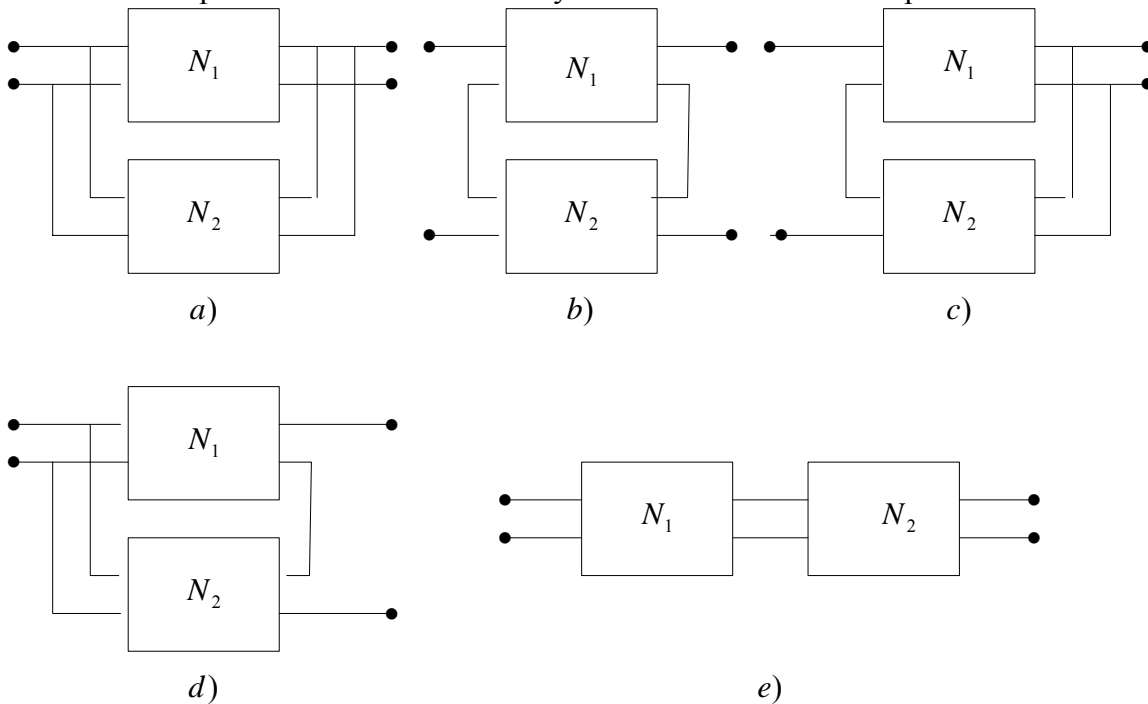 N₁ N₁ N₁
N₂ N₂ N₂
a) b) c)
N₁
N₁ N₂
N₂
d) e)